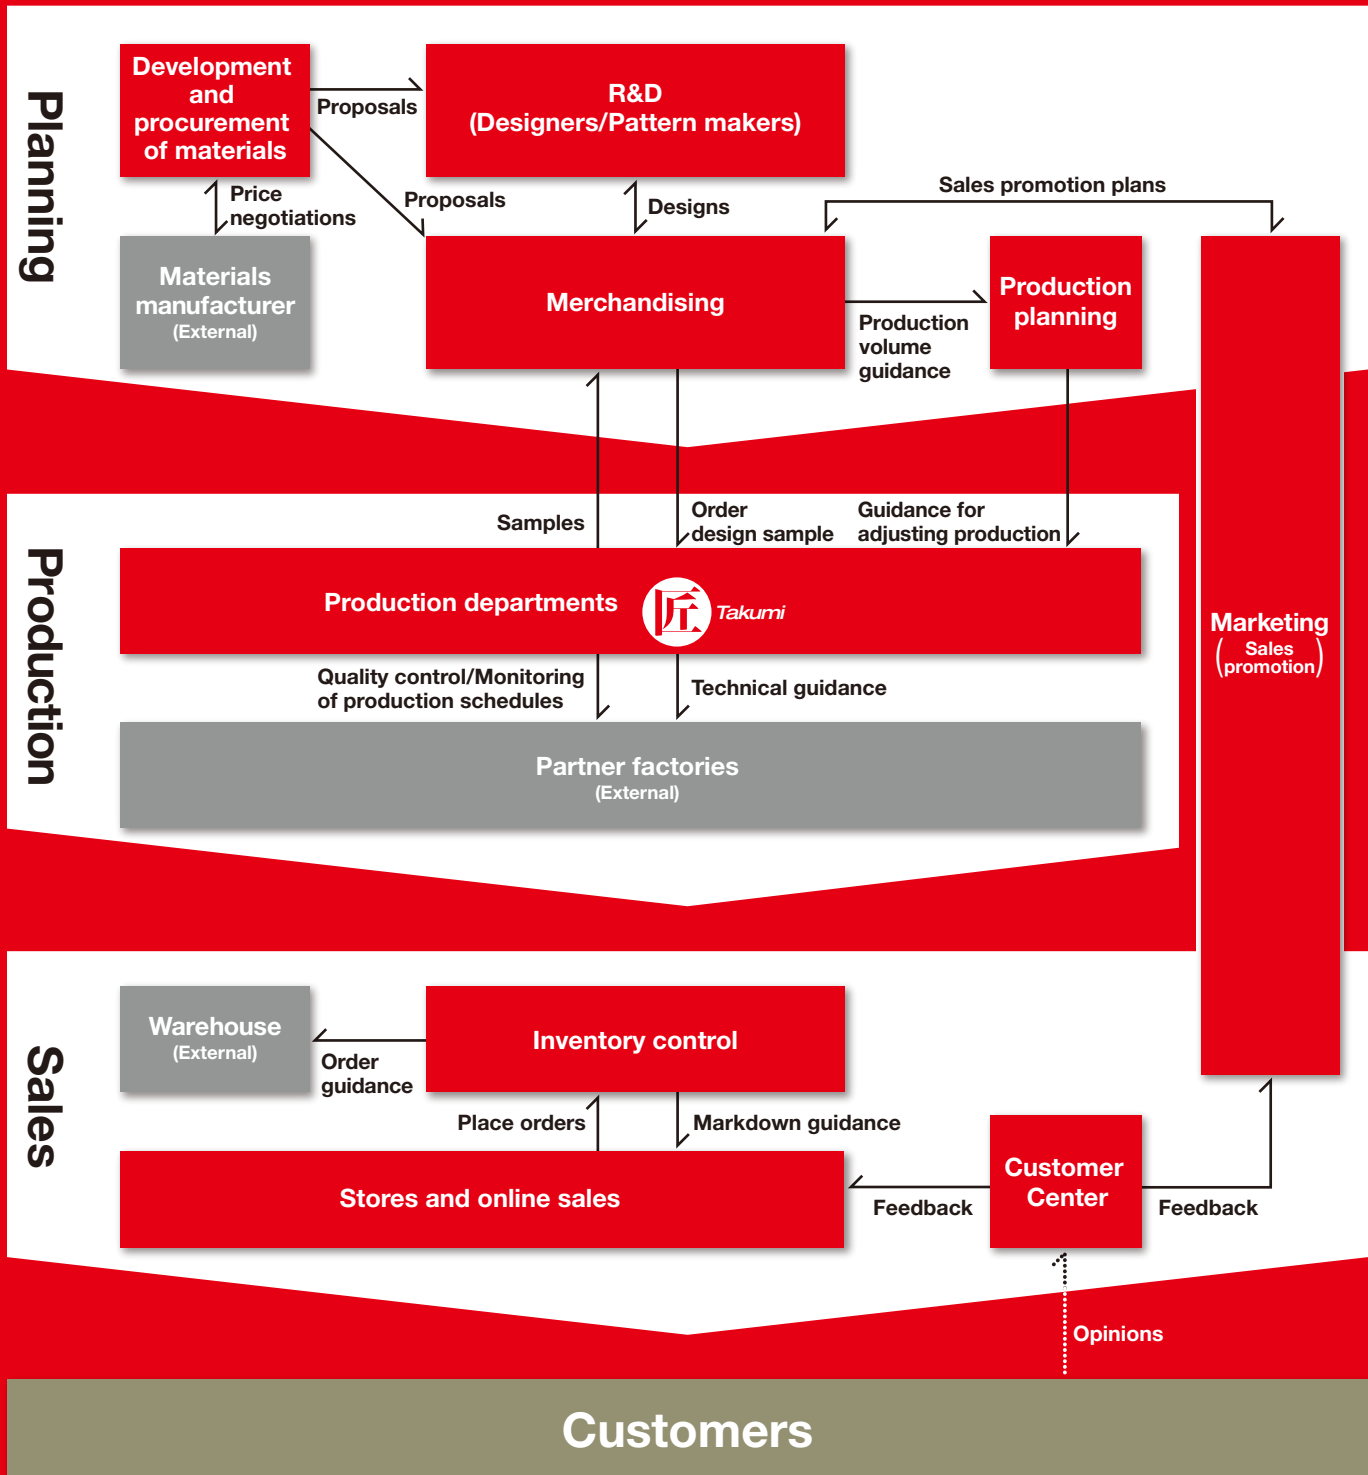 Planning
Development
and
procurement
of materials
Proposals
R&D
(Designers/Pattern makers)
Price
negotiations
Proposals
Designs
Sales promotion plans
Materials
manufacturer
(External)
Merchandising
Production
volume
guidance
Production
planning
Production
Samples
Order
design sample
Guidance for
adjusting production
Production departments
匠
Takumi
Quality control/Monitoring
of production schedules
Technical guidance
Partner factories
(External)
Marketing
(Sales
promotion)
Sales
Warehouse
(External)
Order
guidance
Inventory control
Place orders
Markdown guidance
Stores and online sales
Feedback
Customer
Center
Feedback
Opinions
Customers